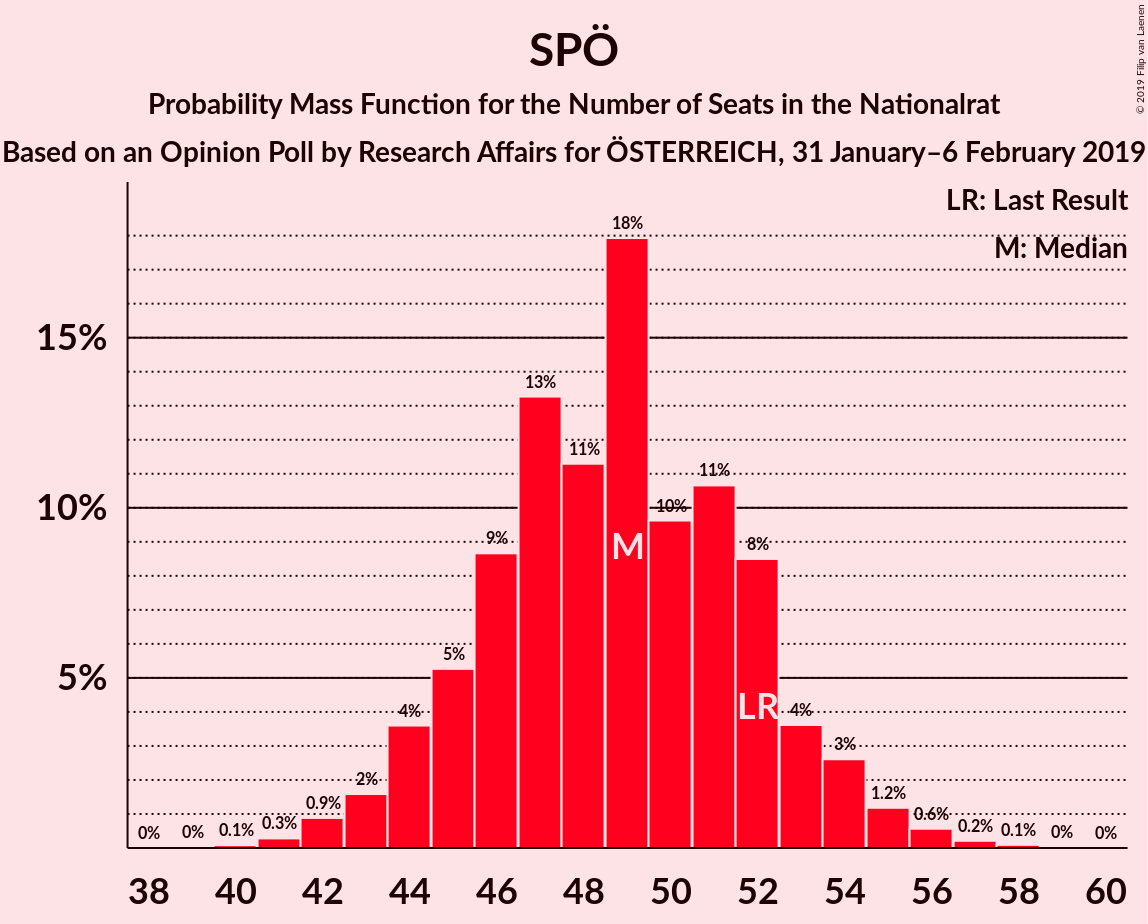 SPÖ
Probability Mass Function for the Number of Seats in the Nationalrat
Based on an Opinion Poll by Research Affairs for ÖSTERREICH, 31 January–6 February 2019
© 2019 Filip van Laenen
LR: Last Result
M: Median
15%
10%
5%
0%
0%
0.1%
0.3%
0.9%
2%
4%
5%
9%
13%
11%
18%
10%
11%
8%
4%
3%
1.2%
0.6%
0.2%
0.1%
0%
0%
M
LR
38 40 42 44 46 48 50 52 54 56 58 60